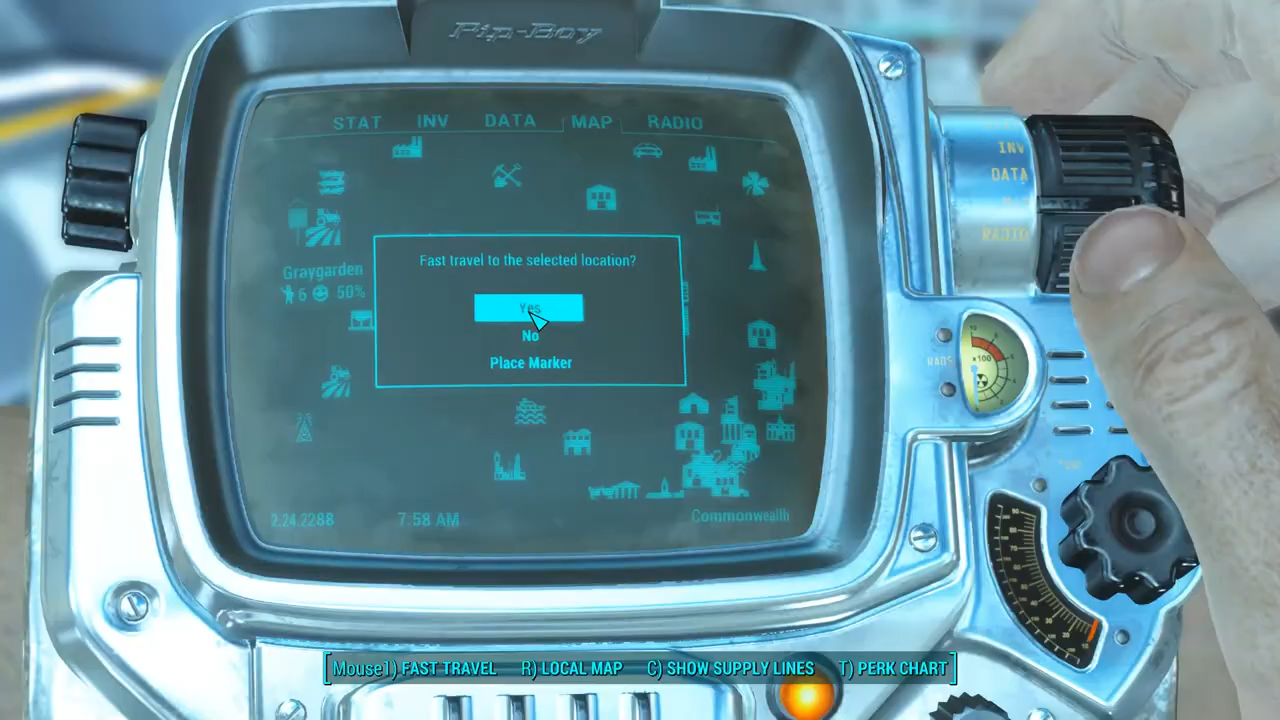 Pip-Boy
STAT INV DATA MAP RADIO
INV
DATA
RADIO
Fast travel to the selected location?
Graygarden
6 50%
Yes
No
Place Marker
RADS
x100
2.24.2288 7:58 AM Commonwealth
Mouse1) FAST TRAVEL R) LOCAL MAP C) SHOW SUPPLY LINES T) PERK CHART